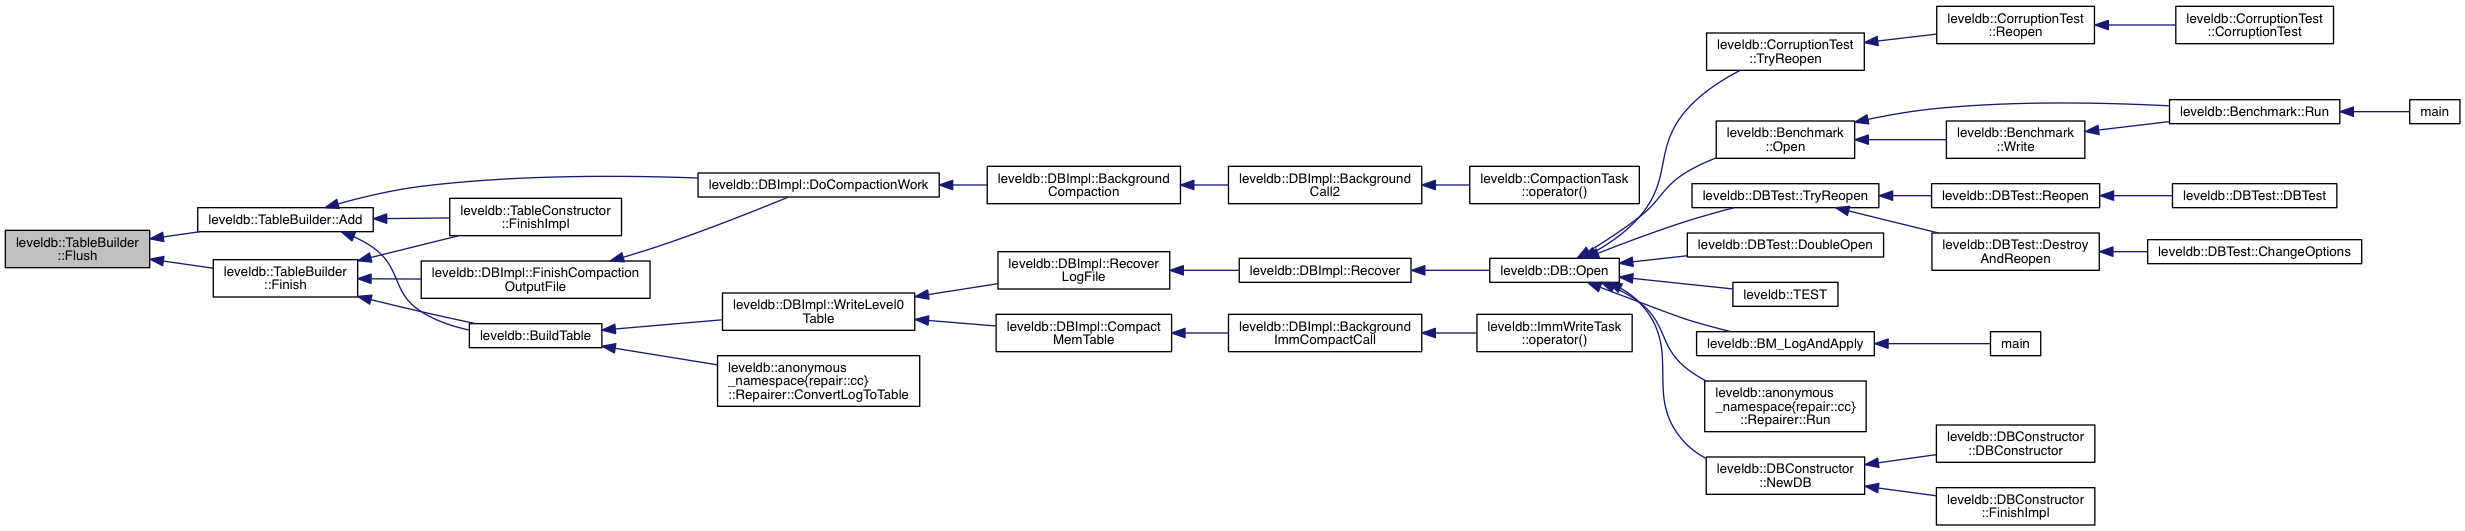 leveldb::TableBuilder
::Flush
leveldb::TableBuilder::Add
leveldb::TableBuilder
::Finish
leveldb::TableConstructor
::FinishImpl
leveldb::DBImpl::FinishCompaction
OutputFile
leveldb::BuildTable
leveldb::DBImpl::DoCompactionWork
leveldb::DBImpl::WriteLevel0
Table
leveldb::anonymous
_namespace{repair::cc}
::Repairer::ConvertLogToTable
leveldb::DBImpl::Background
Compaction
leveldb::DBImpl::Recover
LogFile
leveldb::DBImpl::Compact
MemTable
leveldb::DBImpl::Background
Call2
leveldb::DBImpl::Recover
leveldb::DBImpl::Background
ImmCompactCall
leveldb::CompactionTask
::operator()
leveldb::DB::Open
leveldb::ImmWriteTask
::operator()
leveldb::CorruptionTest
::TryReopen
leveldb::Benchmark
::Open
leveldb::DBTest::TryReopen
leveldb::DBTest::DoubleOpen
leveldb::TEST
leveldb::BM_LogAndApply
leveldb::anonymous
_namespace{repair::cc}
::Repairer::Run
leveldb::DBConstructor
::NewDB
leveldb::CorruptionTest
::Reopen
leveldb::Benchmark
::Write
leveldb::DBTest::Reopen
leveldb::DBTest::Destroy
AndReopen
main
leveldb::DBConstructor
::DBConstructor
leveldb::DBConstructor
::FinishImpl
leveldb::CorruptionTest
::CorruptionTest
leveldb::Benchmark::Run
leveldb::DBTest::DBTest
leveldb::DBTest::ChangeOptions
main